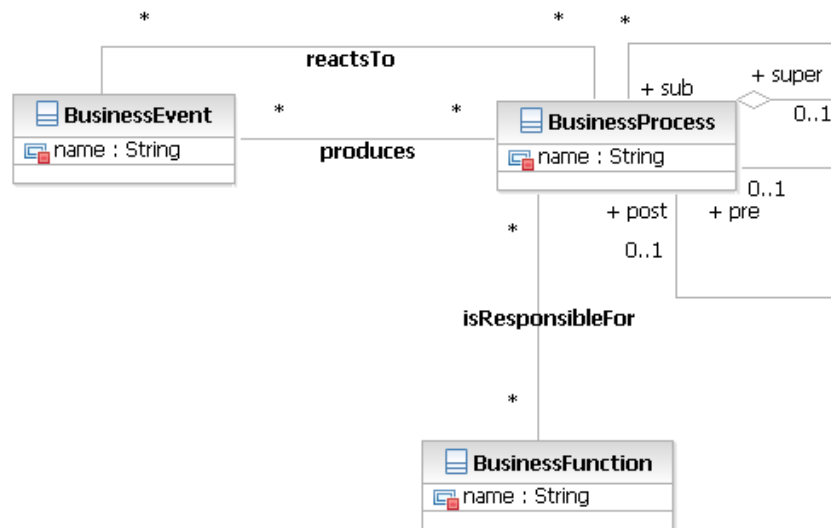 * * *
reactsTo
+ sub + super
BusinessEvent * * BusinessProcess 0..1
name : String produces name : String
0..1
+ post + pre
*
0..1
isResponsibleFor
*
BusinessFunction
name : String